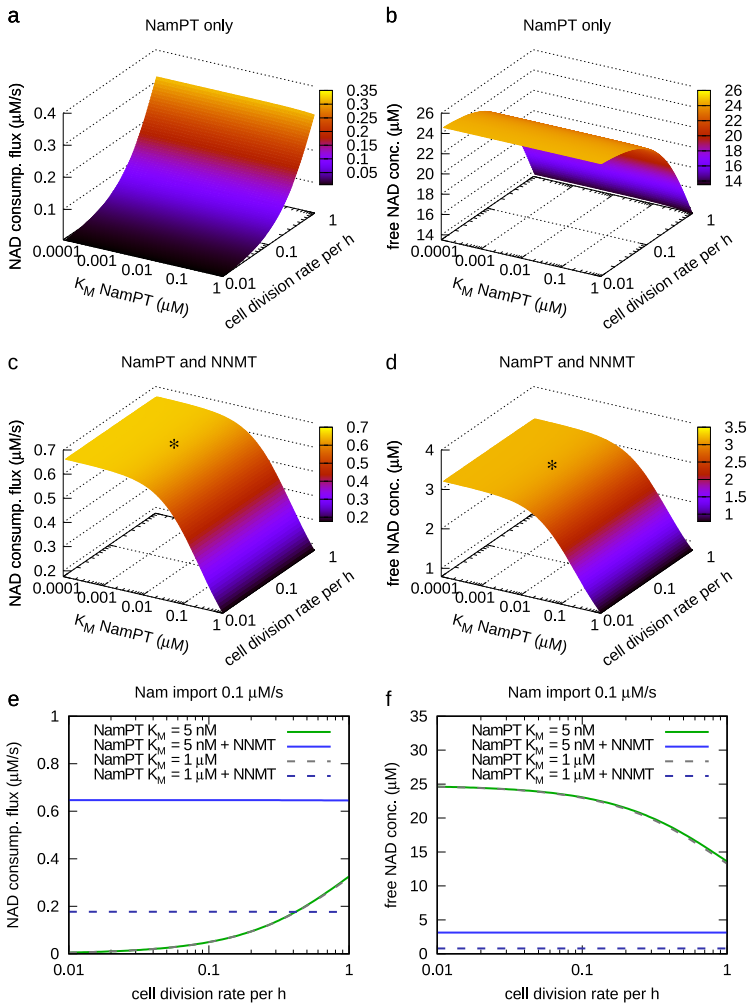 a
NamPT only
NAD consump. flux (μM/s)
0.4
0.3
0.2
0.1
0.0001
0.001
0.01
0.1
1
K_M NamPT (μM)
0.01
0.1
1
cell division rate per h
0.35
0.3
0.25
0.2
0.15
0.1
0.05
b
NamPT only
free NAD conc. (μM)
26
24
22
20
18
16
14
0.0001
0.001
0.01
0.1
1
K_M NamPT (μM)
0.01
0.1
1
cell division rate per h
26
24
22
20
18
16
14
c
NamPT and NNMT
NAD consump. flux (μM/s)
0.7
0.6
0.5
0.4
0.3
0.2
*
0.0001
0.001
0.01
0.1
1
K_M NamPT (μM)
0.01
0.1
1
cell division rate per h
0.7
0.6
0.5
0.4
0.3
0.2
d
NamPT and NNMT
free NAD conc. (μM)
4
3
2
1
*
0.0001
0.001
0.01
0.1
1
K_M NamPT (μM)
0.01
0.1
1
cell division rate per h
3.5
3
2.5
2
1.5
1
e
Nam import 0.1 μM/s
NAD consump. flux (μM/s)
1
0.8
0.6
0.4
0.2
0
NamPT K_M = 5 nM
NamPT K_M = 5 nM + NNMT
NamPT K_M = 1 μM
NamPT K_M = 1 μM + NNMT
0.01
0.1
1
cell division rate per h
f
Nam import 0.1 μM/s
free NAD conc. (μM)
35
30
25
20
15
10
5
0
NamPT K_M = 5 nM
NamPT K_M = 5 nM + NNMT
NamPT K_M = 1 μM
NamPT K_M = 1 μM + NNMT
0.01
0.1
1
cell division rate per h